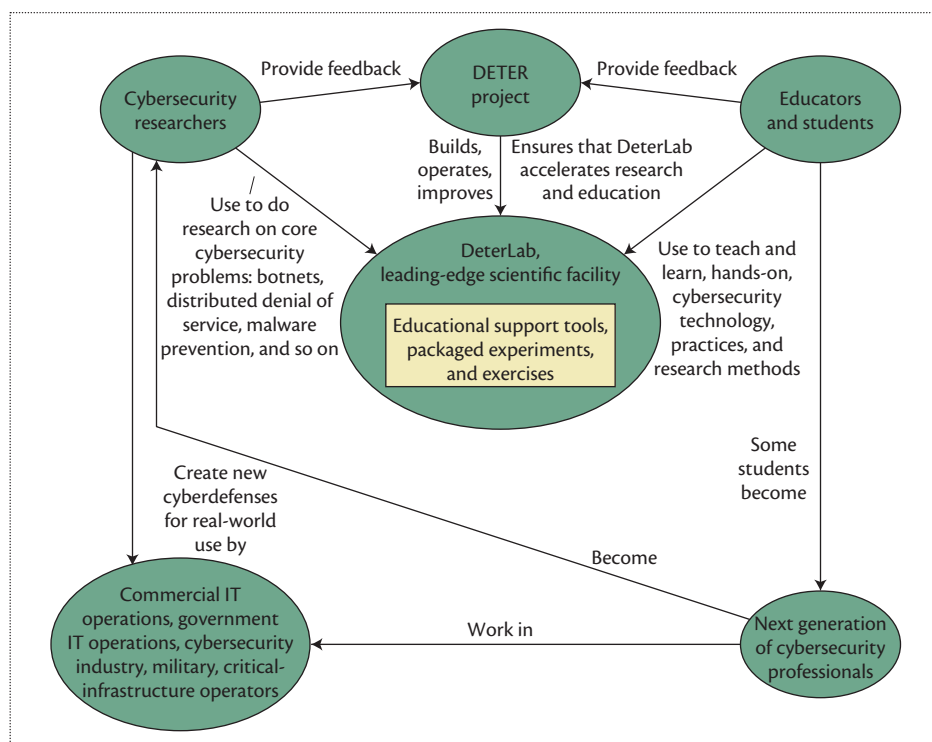 Provide feedback
DETER
project
Provide feedback
Cybersecurity
researchers
Educators
and students
Builds,
operates,
improves
Ensures that DeterLab
accelerates research
and education
Use to do
research on core
cybersecurity
problems: botnets,
distributed denial of
service, malware
prevention, and so on
DeterLab,
leading-edge scientific facility
Educational support tools,
packaged experiments,
and exercises
Use to teach and
learn, hands-on,
cybersecurity
technology,
practices, and
research methods
Some
students
become
Create new
cyberdefenses
for real-world
use by
Become
Commercial IT
operations, government
IT operations, cybersecurity
industry, military, critical-
infrastructure operators
Work in
Next generation
of cybersecurity
professionals